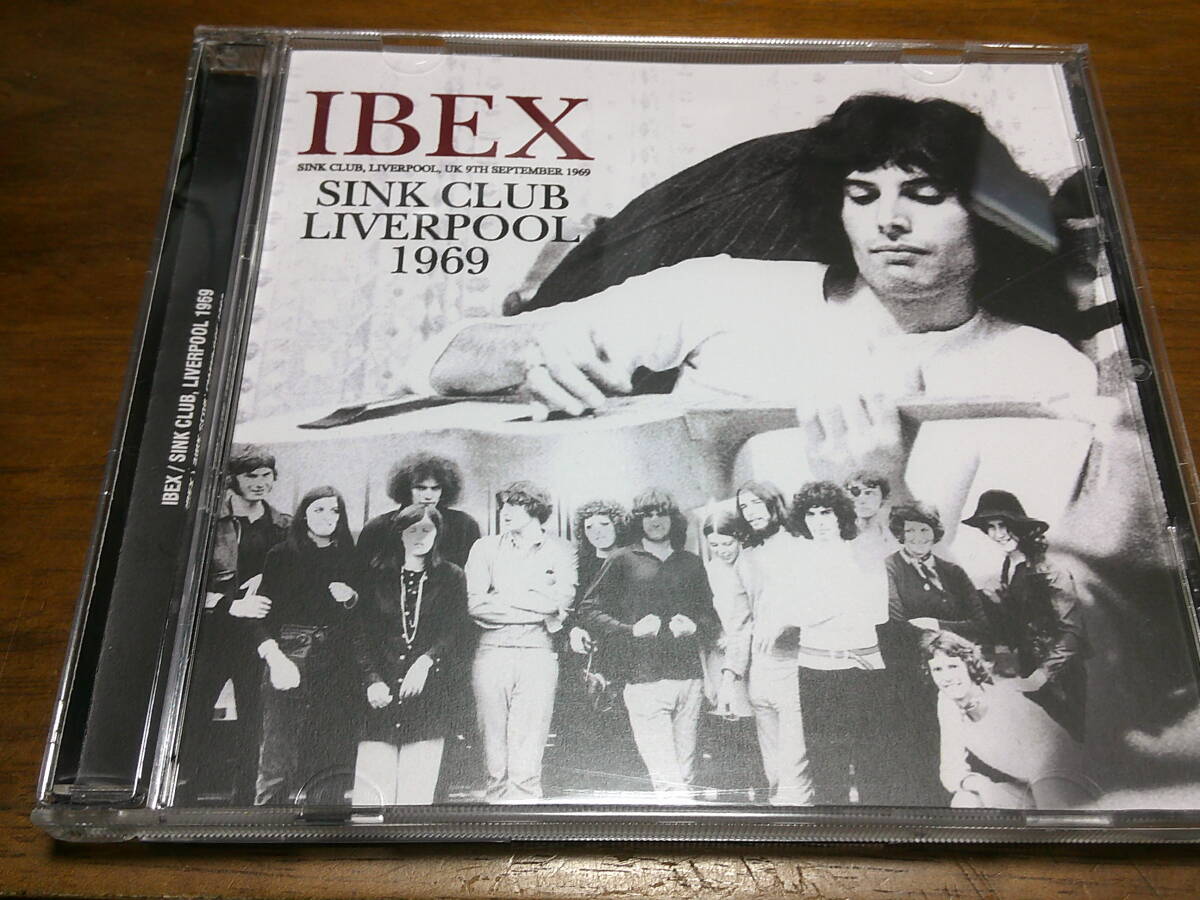 IBEX
SINK CLUB, LIVERPOOL, UK 9TH SEPTEMBER 1969
SINK CLUB
LIVERPOOL
1969
IBEX / SINK CLUB, LIVERPOOL 1969